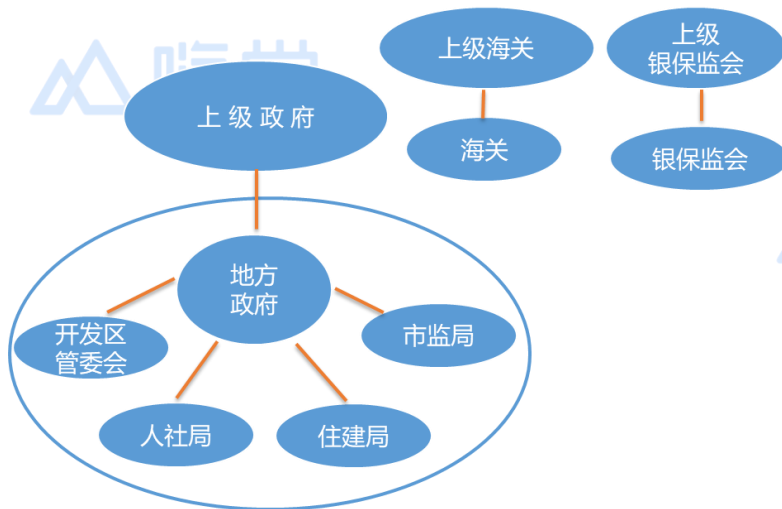 上级海关
上级
银保监会
上 级 政 府
海关
银保监会
地方
政府
开发区
管委会
市监局
人社局
住建局